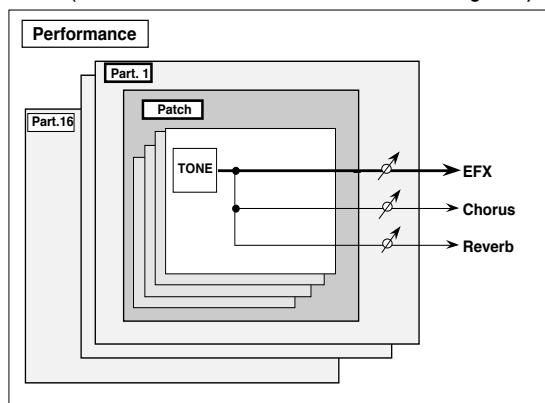 Performance
Part. 1
Patch
Part.16
TONE
EFX
Chorus
Reverb